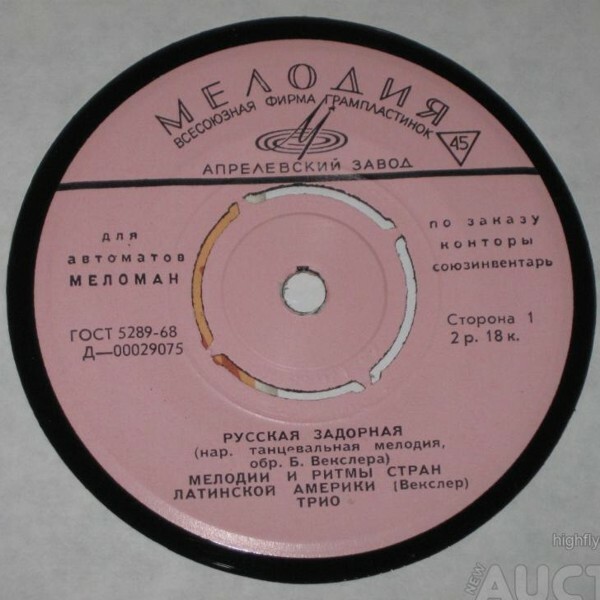 МЕЛОДИЯ
ВСЕСОЮЗНАЯ ФИРМА ГРАМПЛАСТИНОК
45
АПРЕЛЕВСКИЙ ЗАВОД
для
автоматов
МЕЛОМАН
по заказу
конторы
союзинвентарь
ГОСТ 5289-68
Д—00029075
Сторона 1
2 р. 18 к.
РУССКАЯ ЗАДОРНАЯ
(нар. танцевальная мелодия,
обр. Б. Векслера)
МЕЛОДИИ И РИТМЫ СТРАН
ЛАТИНСКОЙ АМЕРИКИ (Векслер)
ТРИО
highfly
NEW AUCT